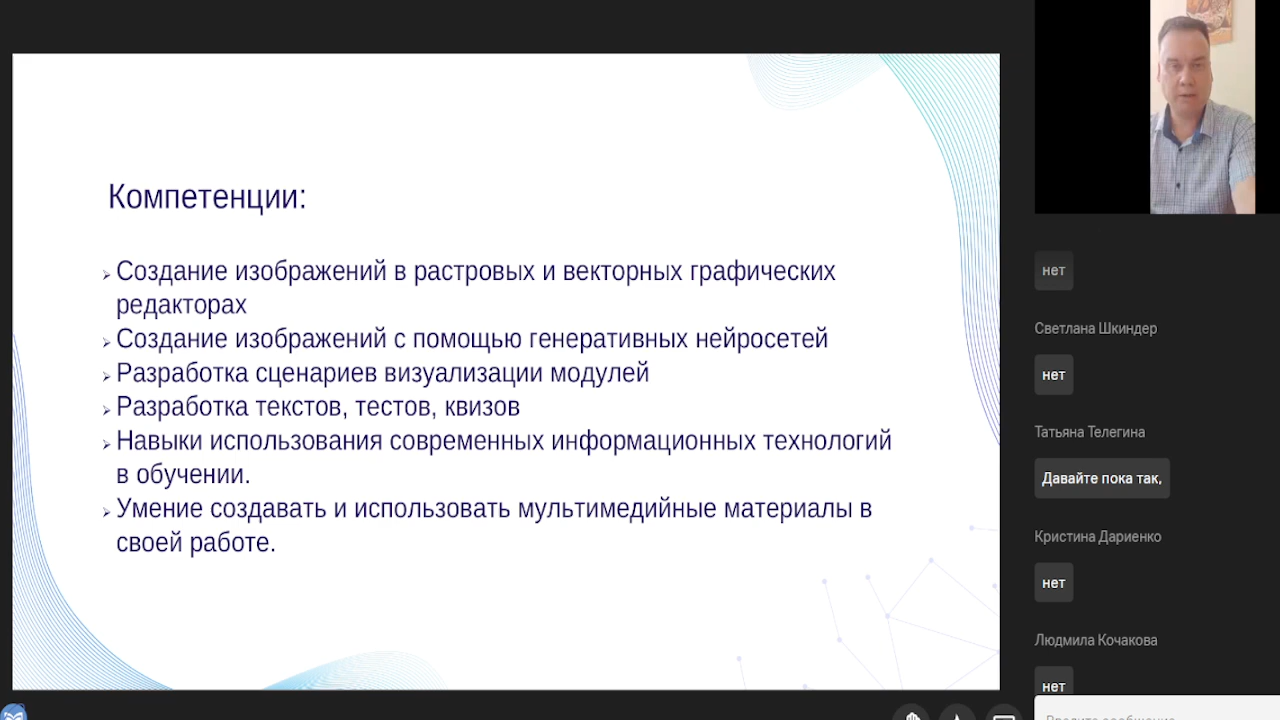 Компетенции:
Создание изображений в растровых и векторных графических
редакторах
Создание изображений с помощью генеративных нейросетей
Разработка сценариев визуализации модулей
Разработка текстов, тестов, квизов
Навыки использования современных информационных технологий
в обучении.
Умение создавать и использовать мультимедийные материалы в
своей работе.
нет
Светлана Шкиндер
нет
Татьяна Телегина
Давайте пока так,
Кристина Дариенко
нет
Людмила Кочакова
нет
Введите сообщение